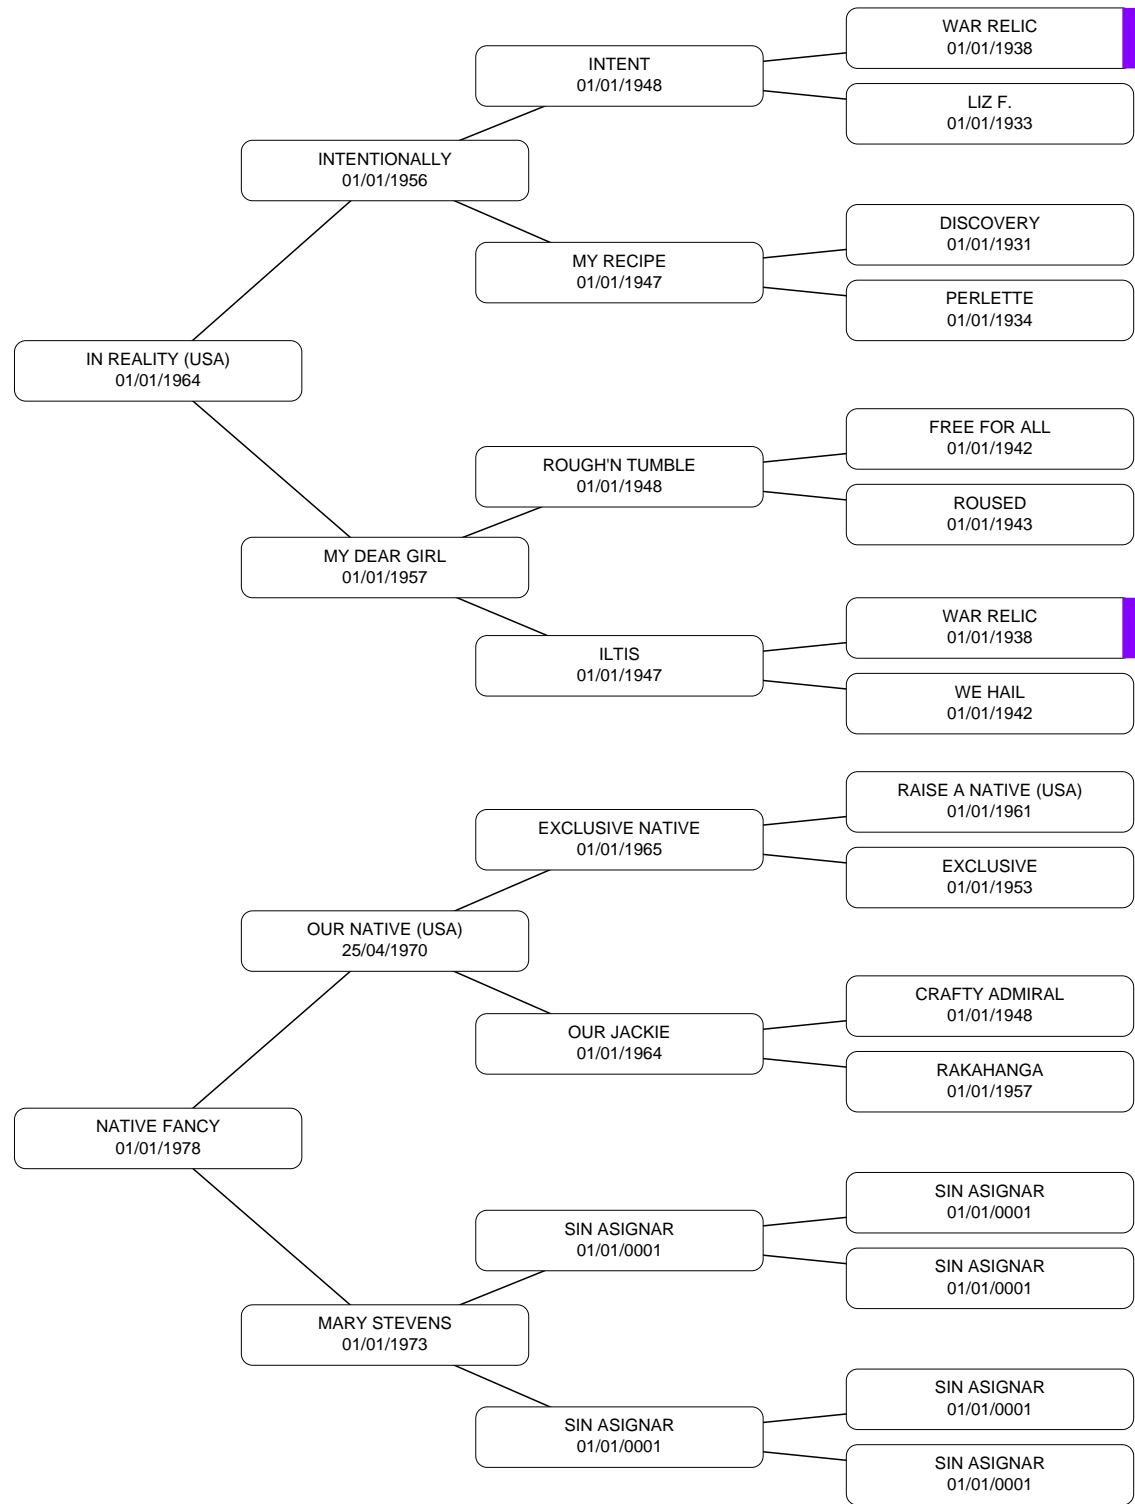 WAR RELIC
01/01/1938
INTENT
01/01/1948
LIZ F.
01/01/1933
INTENTIONALLY
01/01/1956
DISCOVERY
01/01/1931
MY RECIPE
01/01/1947
PERLETTE
01/01/1934
IN REALITY (USA)
01/01/1964
FREE FOR ALL
01/01/1942
ROUGH'N TUMBLE
01/01/1948
ROUSED
01/01/1943
MY DEAR GIRL
01/01/1957
WAR RELIC
01/01/1938
ILTIS
01/01/1947
WE HAIL
01/01/1942
RAISE A NATIVE (USA)
01/01/1961
EXCLUSIVE NATIVE
01/01/1965
EXCLUSIVE
01/01/1953
OUR NATIVE (USA)
25/04/1970
CRAFTY ADMIRAL
01/01/1948
OUR JACKIE
01/01/1964
RAKAHANGA
01/01/1957
NATIVE FANCY
01/01/1978
SIN ASIGNAR
01/01/0001
SIN ASIGNAR
01/01/0001
SIN ASIGNAR
01/01/0001
MARY STEVENS
01/01/1973
SIN ASIGNAR
01/01/0001
SIN ASIGNAR
01/01/0001
SIN ASIGNAR
01/01/0001